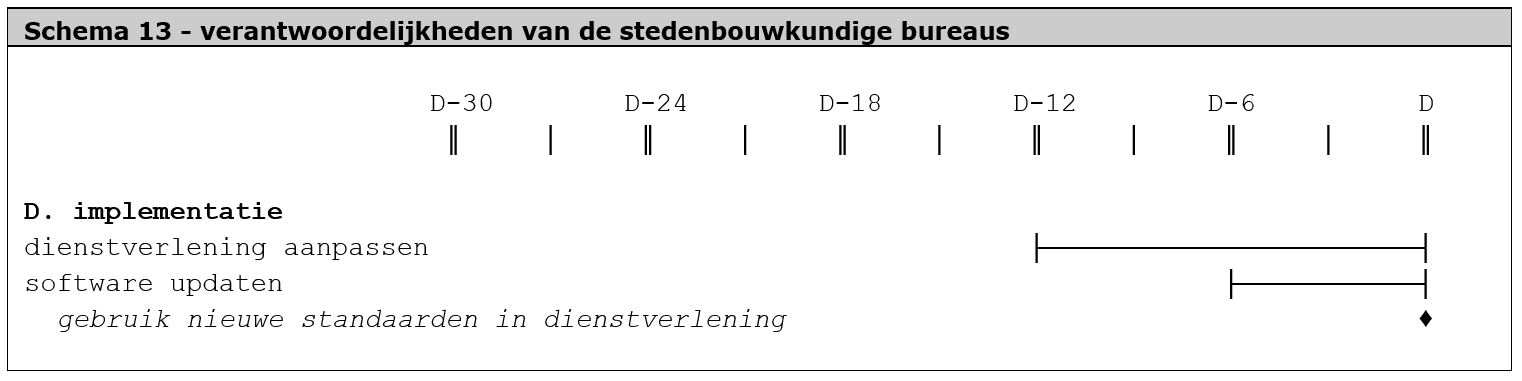 Schema 13 - verantwoordelijkheden van de stedenbouwkundige bureaus
D-30 D-24 D-18 D-12 D-6 D
D. implementatie
dienstverlening aanpassen
software updaten
gebruik nieuwe standaarden in dienstverlening